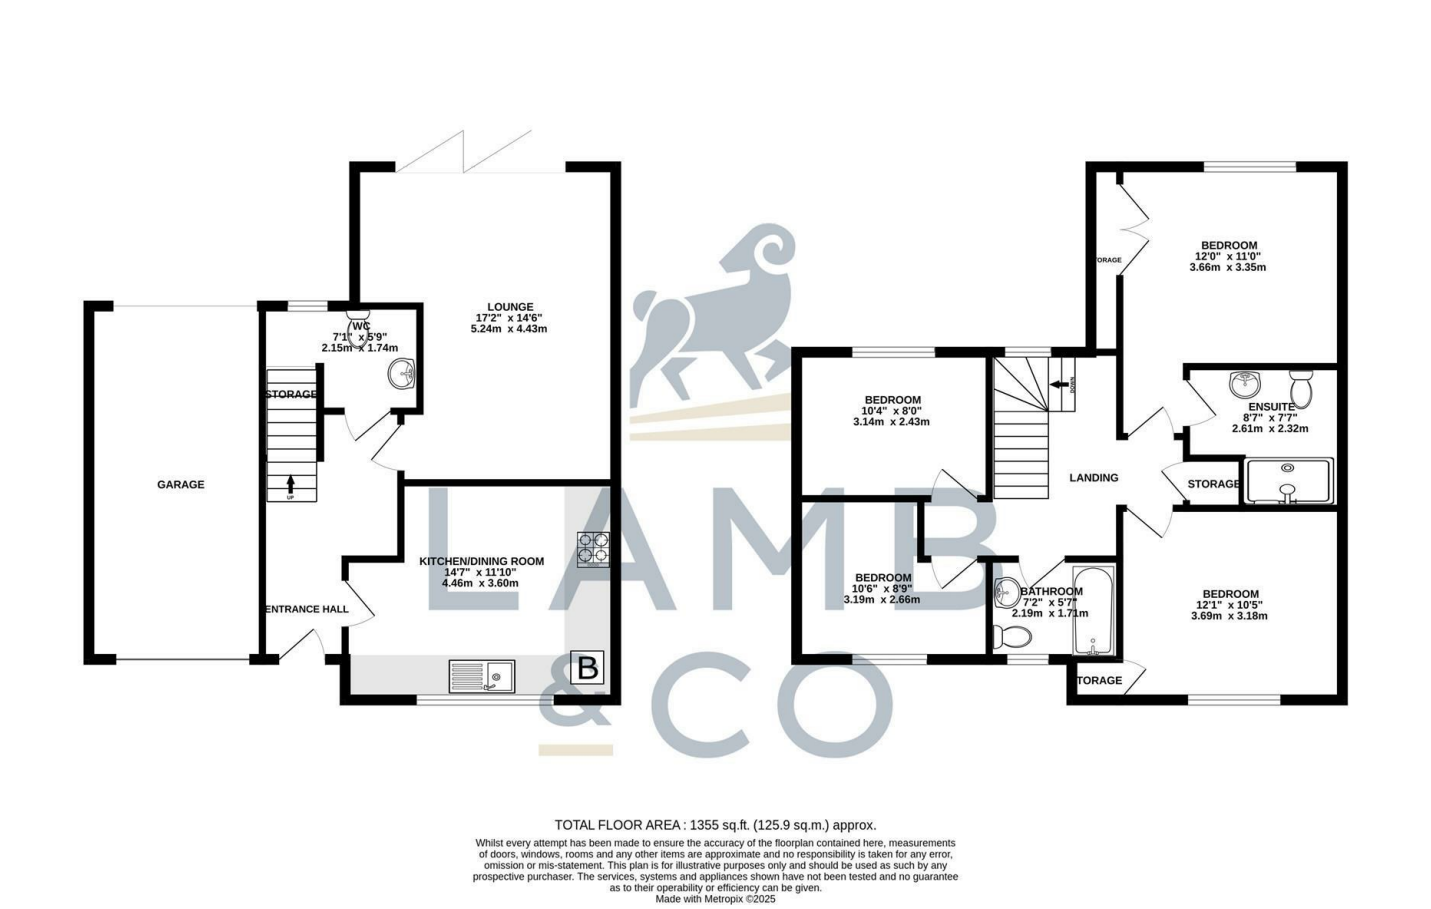 LOUNGE
17'2" x 14'6"
5.24m x 4.43m
WC
7'1" x 5'9"
2.15m x 1.74m
STORAGE
UP
GARAGE
ENTRANCE HALL
KITCHEN/DINING ROOM
14'7" x 11'10"
4.46m x 3.60m
B
BEDROOM
12'0" x 11'0"
3.66m x 3.35m
TORAGE
BEDROOM
10'4" x 8'0"
3.14m x 2.43m
DOWN
ENSUITE
8'7" x 7'7"
2.61m x 2.32m
LANDING
STORAGE
BEDROOM
10'6" x 8'9"
3.19m x 2.66m
BATHROOM
7'2" x 5'7"
2.19m x 1.71m
BEDROOM
12'1" x 10'5"
3.69m x 3.18m
TORAGE
LAMB
& CO
TOTAL FLOOR AREA : 1355 sq.ft. (125.9 sq.m.) approx.
Whilst every attempt has been made to ensure the accuracy of the floorplan contained here, measurements
of doors, windows, rooms and any other items are approximate and no responsibility is taken for any error,
omission or mis-statement. This plan is for illustrative purposes only and should be used as such by any
prospective purchaser. The services, systems and appliances shown have not been tested and no guarantee
as to their operability or efficiency can be given.
Made with Metropix ©2025